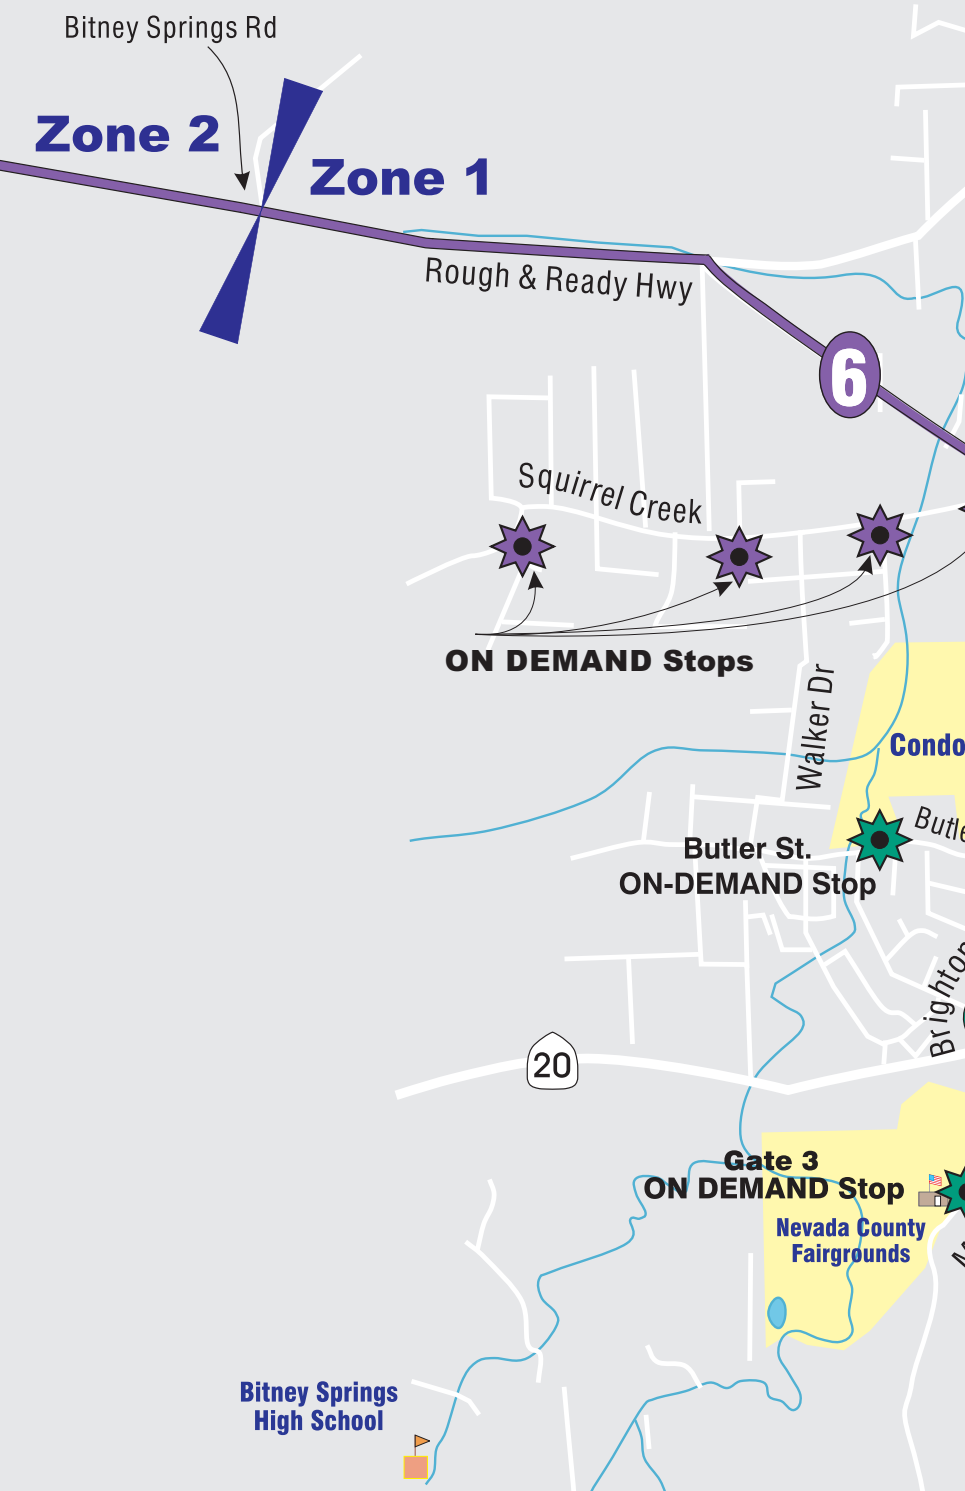 Bitney Springs Rd
Zone 2
Zone 1
Rough & Ready Hwy
6
Squirrel Creek
ON DEMAND Stops
Walker Dr
Condo
Butle
Butler St.
ON-DEMAND Stop
Brighton
20
Gate 3
ON DEMAND Stop
Nevada County
Fairgrounds
Bitney Springs
High School